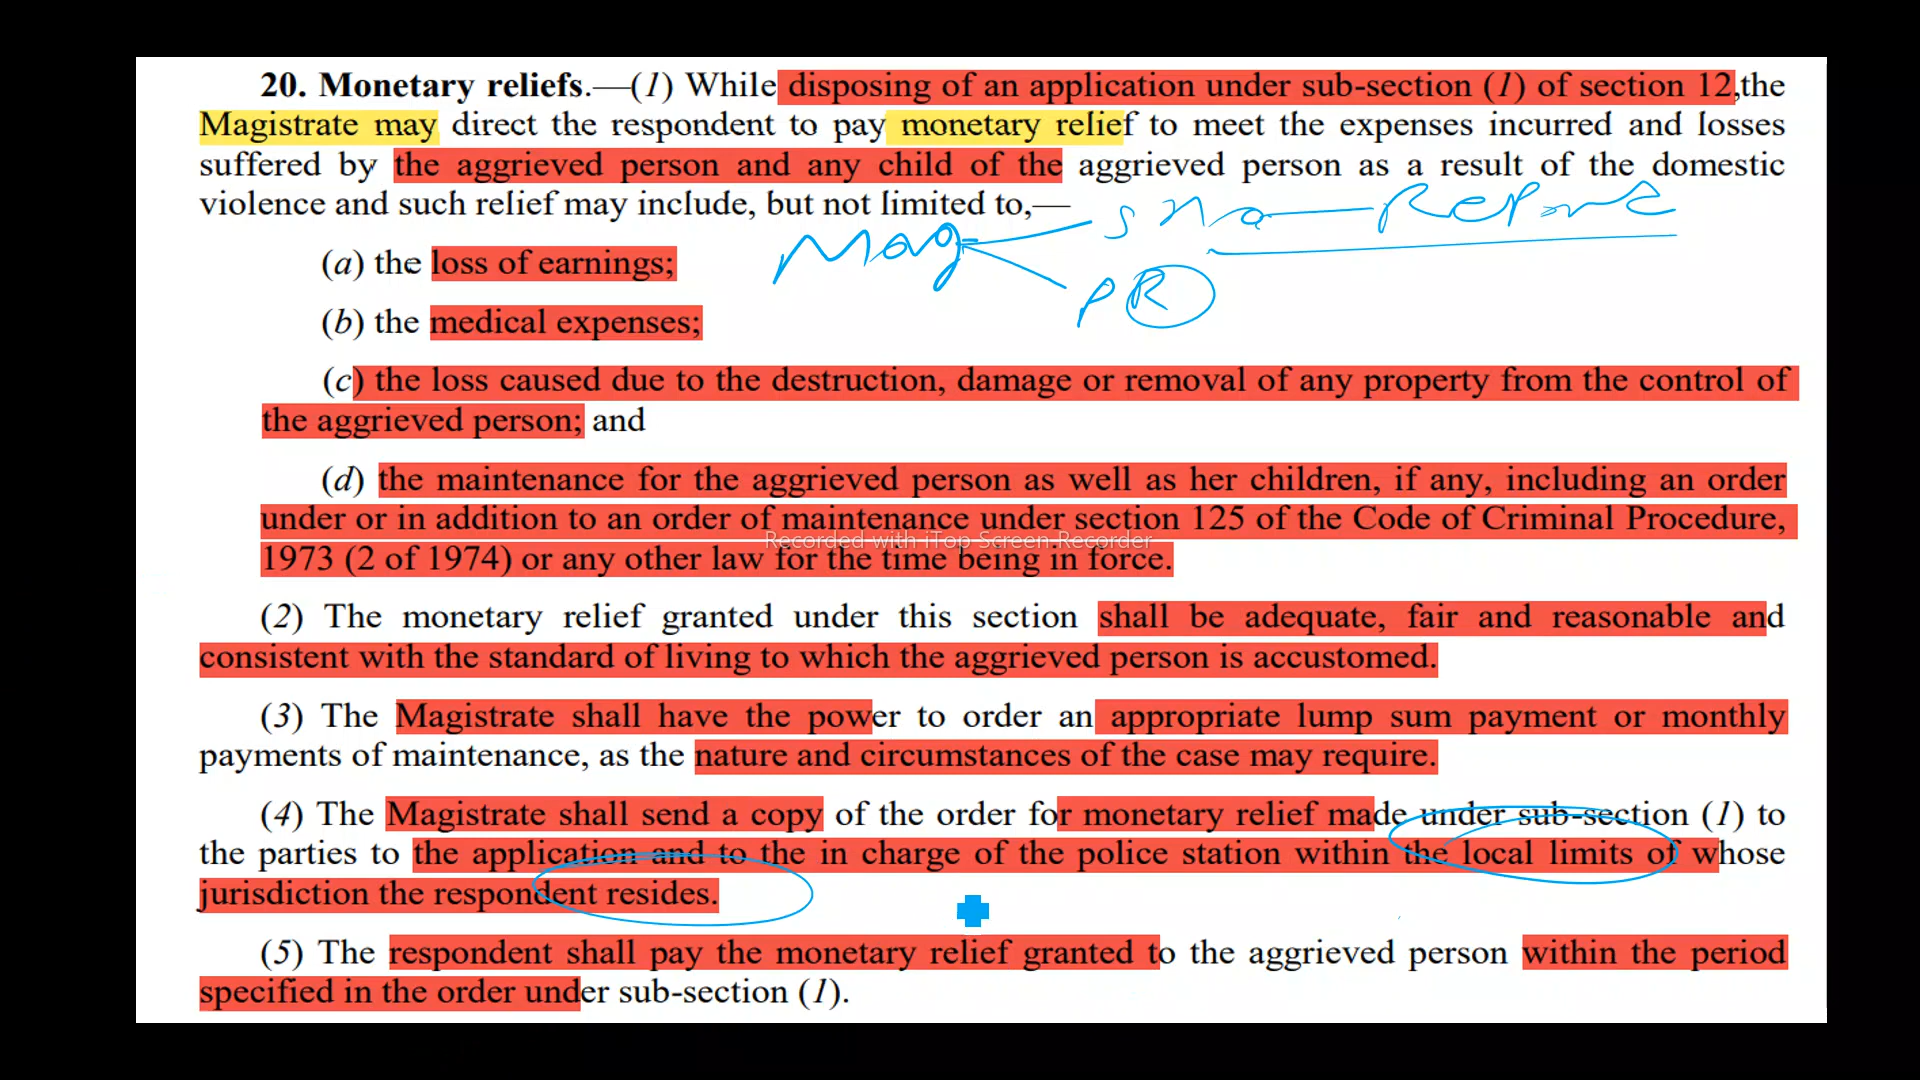 20. Monetary reliefs.—(1) While disposing of an application under sub-section (1) of section 12,the
Magistrate may direct the respondent to pay monetary relief to meet the expenses incurred and losses
suffered by the aggrieved person and any child of the aggrieved person as a result of the domestic
violence and such relief may include, but not limited to,—
Report
Mag
PR
(a) the loss of earnings;
(b) the medical expenses;
(c) the loss caused due to the destruction, damage or removal of any property from the control of
the aggrieved person; and
(d) the maintenance for the aggrieved person as well as her children, if any, including an order
under or in addition to an order of maintenance under section 125 of the Code of Criminal Procedure,
Recorded with iTop Screen Recorder
1973 (2 of 1974) or any other law for the time being in force.
(2) The monetary relief granted under this section shall be adequate, fair and reasonable and
consistent with the standard of living to which the aggrieved person is accustomed.
(3) The Magistrate shall have the power to order an appropriate lump sum payment or monthly
payments of maintenance, as the nature and circumstances of the case may require.
(4) The Magistrate shall send a copy of the order for monetary relief made under sub-section (1) to
the parties to the application and to the in charge of the police station within the local limits of whose
jurisdiction the respondent resides.
(5) The respondent shall pay the monetary relief granted to the aggrieved person within the period
specified in the order under sub-section (1).